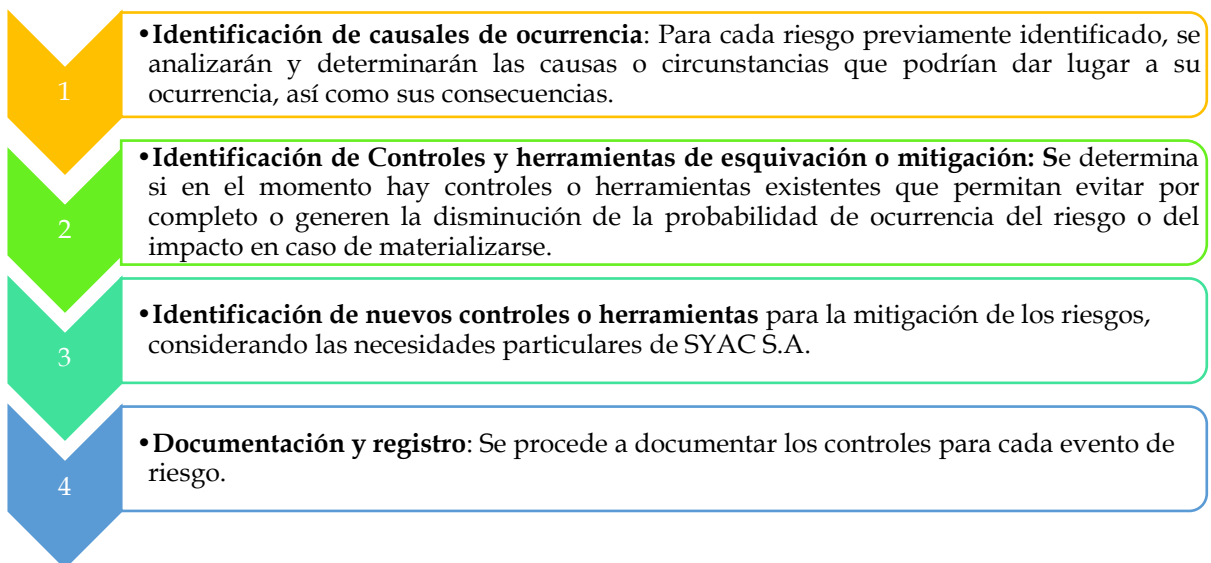 1
•Identificación de causales de ocurrencia: Para cada riesgo previamente identificado, se
analizarán y determinarán las causas o circunstancias que podrían dar lugar a su
ocurrencia, así como sus consecuencias.
2
•Identificación de Controles y herramientas de esquivación o mitigación: Se determina
si en el momento hay controles o herramientas existentes que permitan evitar por
completo o generen la disminución de la probabilidad de ocurrencia del riesgo o del
impacto en caso de materializarse.
3
•Identificación de nuevos controles o herramientas para la mitigación de los riesgos,
considerando las necesidades particulares de SYAC S.A.
4
•Documentación y registro: Se procede a documentar los controles para cada evento de
riesgo.